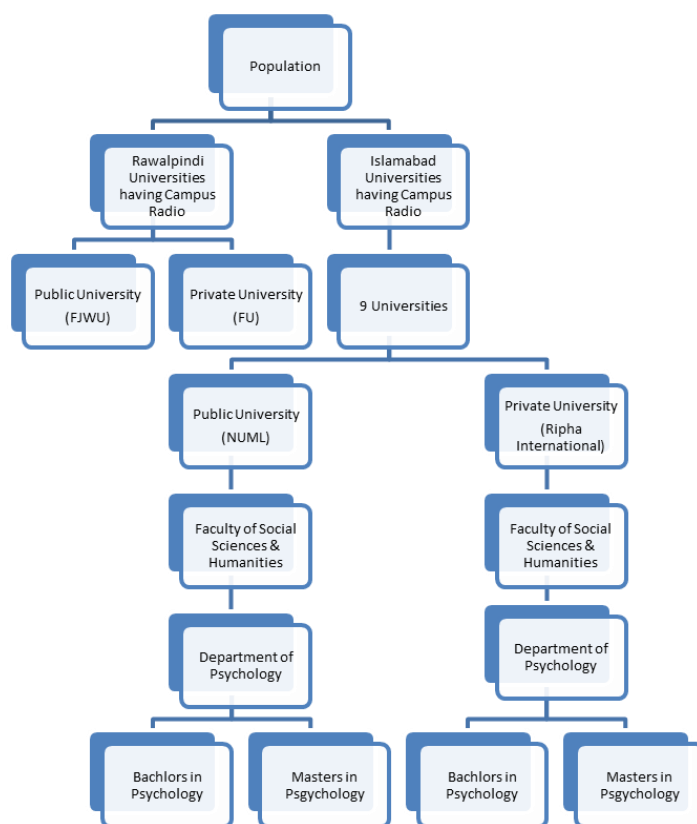 Population
Rawalpindi
Universities
having Campus
Radio
Islamabad
Universities
having Campus
Radio
Public University
(FJWU)
Private University
(FU)
9 Universities
Public University
(NUML)
Private University
(Ripha
International)
Faculty of Social
Sciences &
Humanities
Faculty of Social
Sciences &
Humanities
Department of
Psychology
Department of
Psychology
Bachlors in
Psychology
Masters in
Psgychology
Bachlors in
Psychology
Masters in
Psgychology